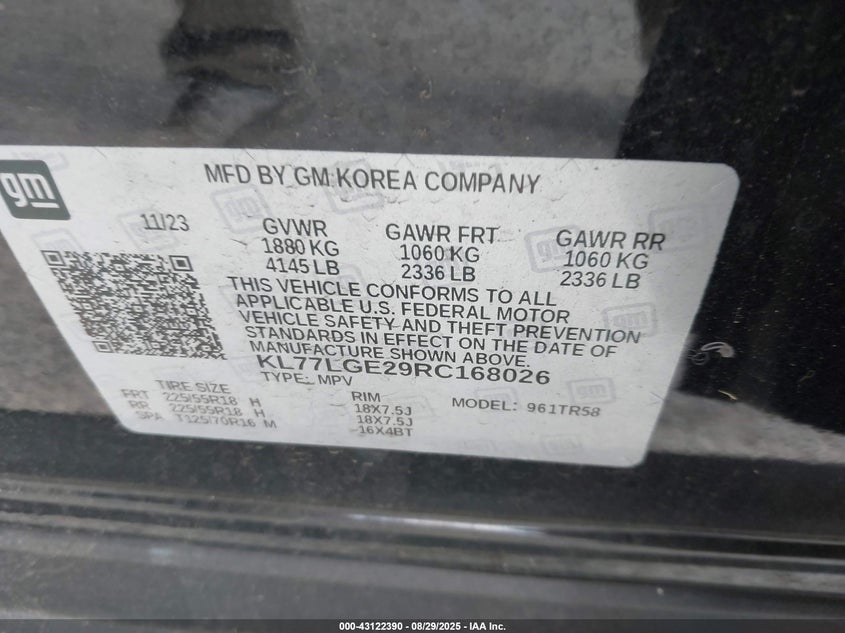 gm
MFD BY GM KOREA COMPANY
11/23
GVWR
1880 KG
4145 LB
GAWR FRT
1060 KG
2336 LB
GAWR RR
1060 KG
2336 LB
THIS VEHICLE CONFORMS TO ALL
APPLICABLE U.S. FEDERAL MOTOR
VEHICLE SAFETY AND THEFT PREVENTION
STANDARDS IN EFFECT ON THE DATE OF
MANUFACTURE SHOWN ABOVE.
KL77LGE29RC168026
TYPE: MPV
TIRE SIZE
FRT 225/55R18 H
RR 225/55R18 H
SPA T125/70R16 M
RIM
18X7.5J
18X7.5J
16X4BT
MODEL: 961TR58
000-43122390 - 08/29/2025 - IAA Inc.